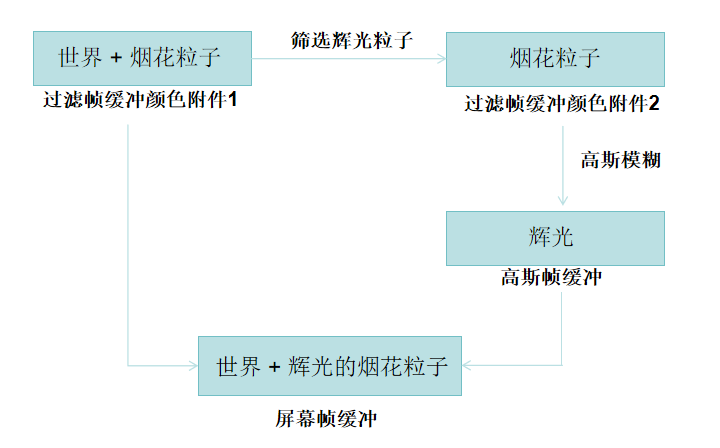 世界 + 烟花粒子
过滤帧缓冲颜色附件1
筛选辉光粒子
烟花粒子
过滤帧缓冲颜色附件2
高斯模糊
辉光
高斯帧缓冲
世界 + 辉光的烟花粒子
屏幕帧缓冲